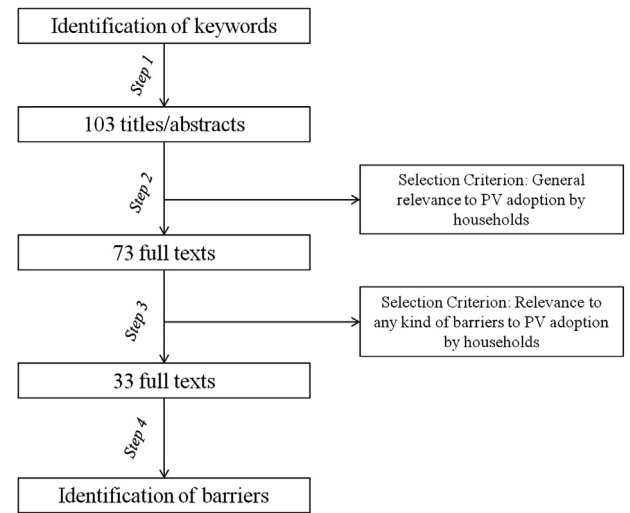 Identification of keywords
Step 1
103 titles/abstracts
Step 2
Selection Criterion: General
relevance to PV adoption by
households
73 full texts
Step 3
Selection Criterion: Relevance to
any kind of barriers to PV adoption
by households
33 full texts
Step 4
Identification of barriers